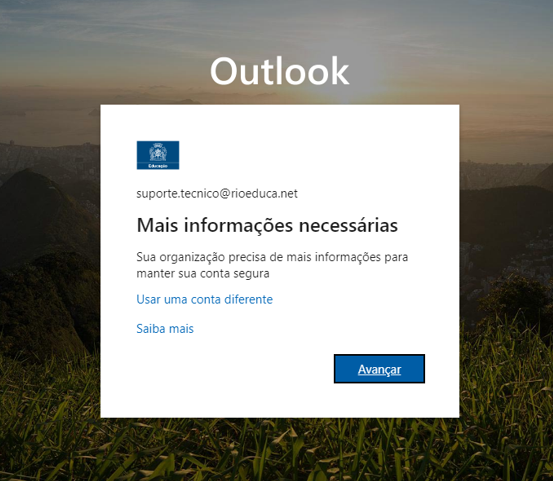 Outlook
Educação
suporte.tecnico@rioeduca.net
Mais informações necessárias
Sua organização precisa de mais informações para
manter sua conta segura
Usar uma conta diferente
Saiba mais
Avançar